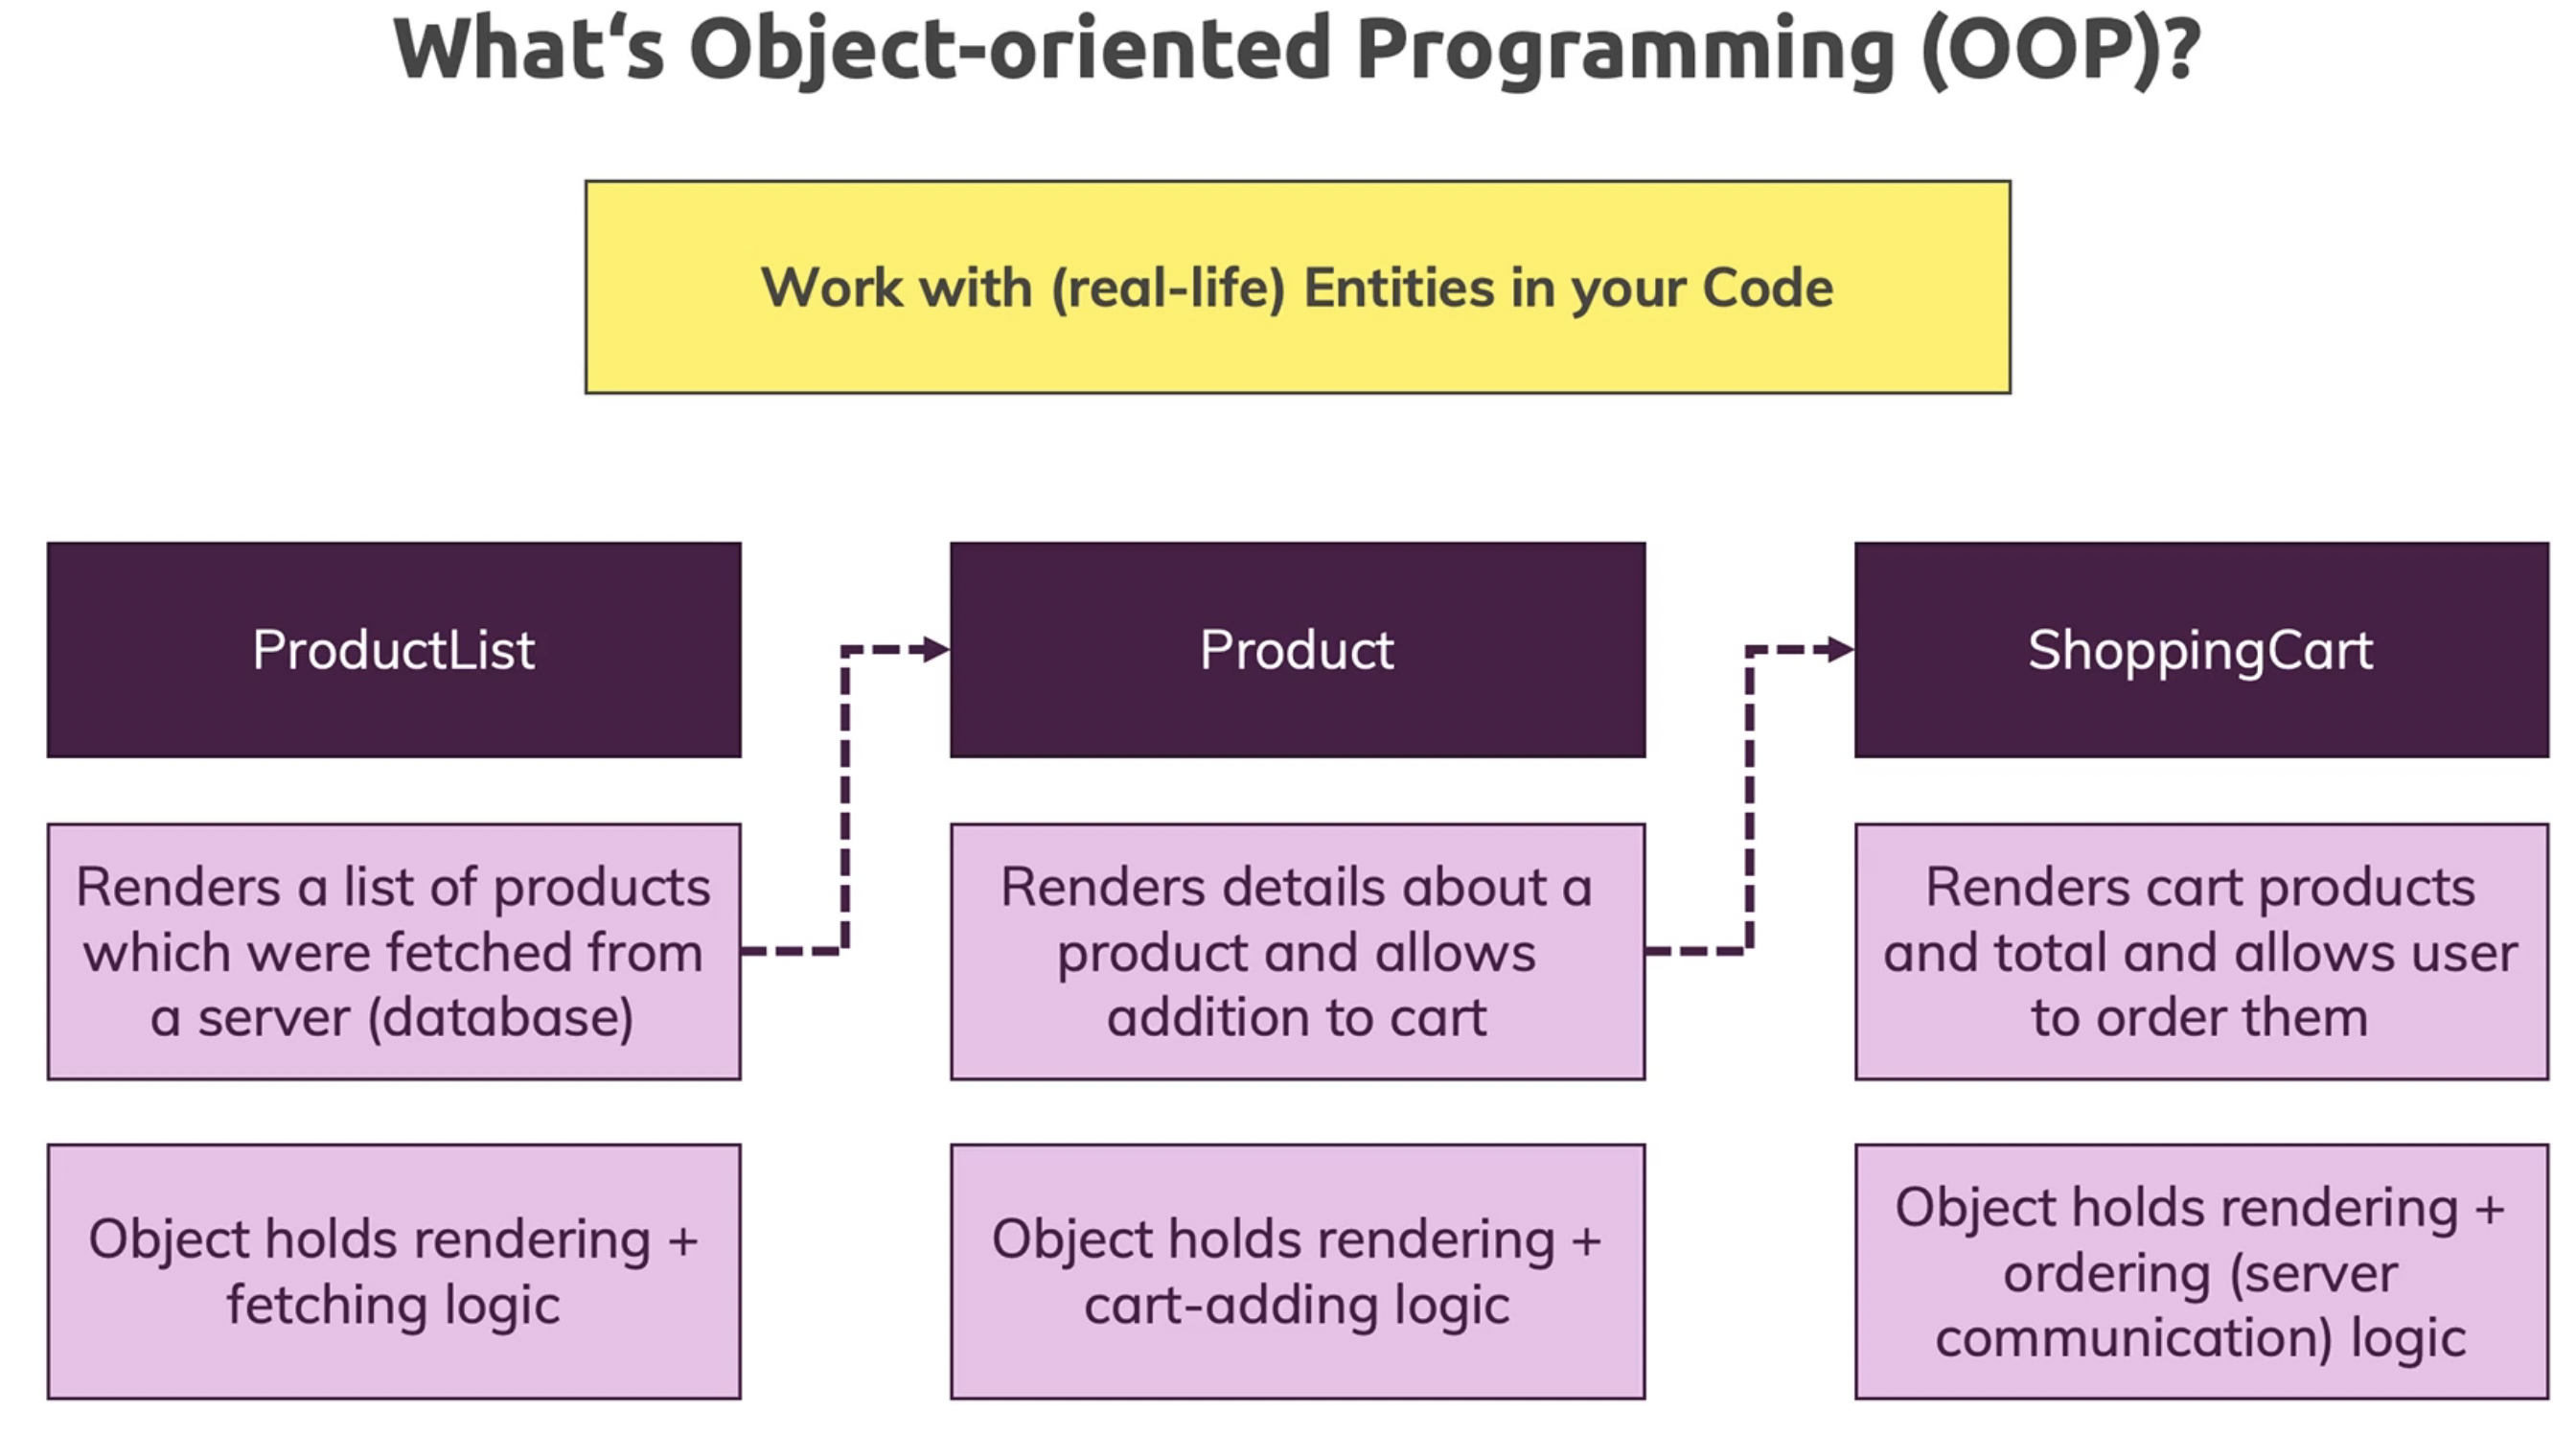 What‘s Object-oriented Programming (OOP)?
Work with (real-life) Entities in your Code
ProductList
Product
ShoppingCart
Renders a list of products
which were fetched from
a server (database)
Renders details about a
product and allows
addition to cart
Renders cart products
and total and allows user
to order them
Object holds rendering +
fetching logic
Object holds rendering +
cart-adding logic
Object holds rendering +
ordering (server
communication) logic